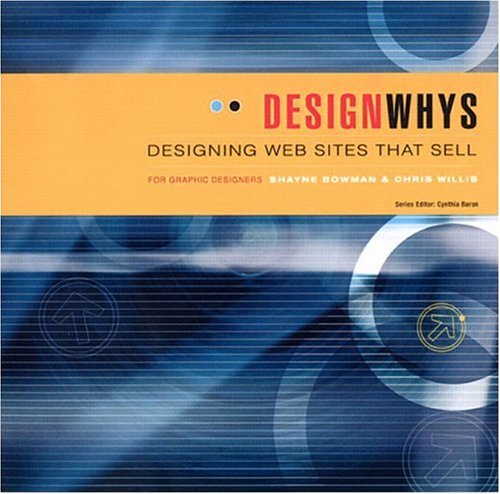 DESIGNWHYS
DESIGNING WEB SITES THAT SELL
FOR GRAPHIC DESIGNERS SHAYNE BOWMAN & CHRIS WILLIS
Series Editor: Cynthia Baron